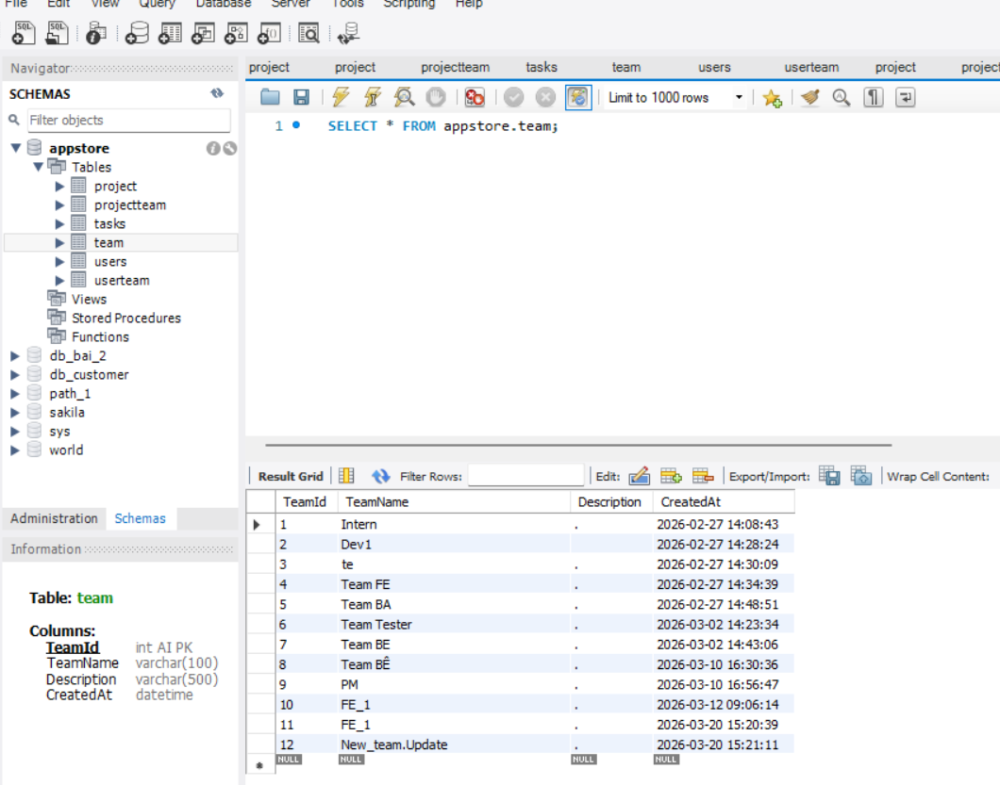 File Edit View Query Database Server Tools Scripting Help
SQL SQL
Navigator
SCHEMAS
Filter objects
appstore
Tables
project
projectteam
tasks
team
users
userteam
Views
Stored Procedures
Functions
db_bai_2
db_customer
path_1
sakila
sys
world
Administration Schemas
Information
Table: team
Columns:
TeamId int AI PK
TeamName varchar(100)
Description varchar(500)
CreatedAt datetime
project project projectteam tasks team users userteam project project
Limit to 1000 rows
1 SELECT * FROM appstore.team;
Result Grid Filter Rows: Edit: Export/Import: Wrap Cell Content:
TeamId TeamName Description CreatedAt
1 Intern . 2026-02-27 14:08:43
2 Dev1 2026-02-27 14:28:24
3 te . 2026-02-27 14:30:09
4 Team FE . 2026-02-27 14:34:39
5 Team BA . 2026-02-27 14:48:51
6 Team Tester . 2026-03-02 14:23:34
7 Team BE . 2026-03-02 14:43:06
8 Team BÊ . 2026-03-10 16:30:36
9 PM . 2026-03-10 16:56:47
10 FE_1 . 2026-03-12 09:06:14
11 FE_1 . 2026-03-20 15:20:39
12 New_team.Update . 2026-03-20 15:21:11
NULL NULL NULL NULL